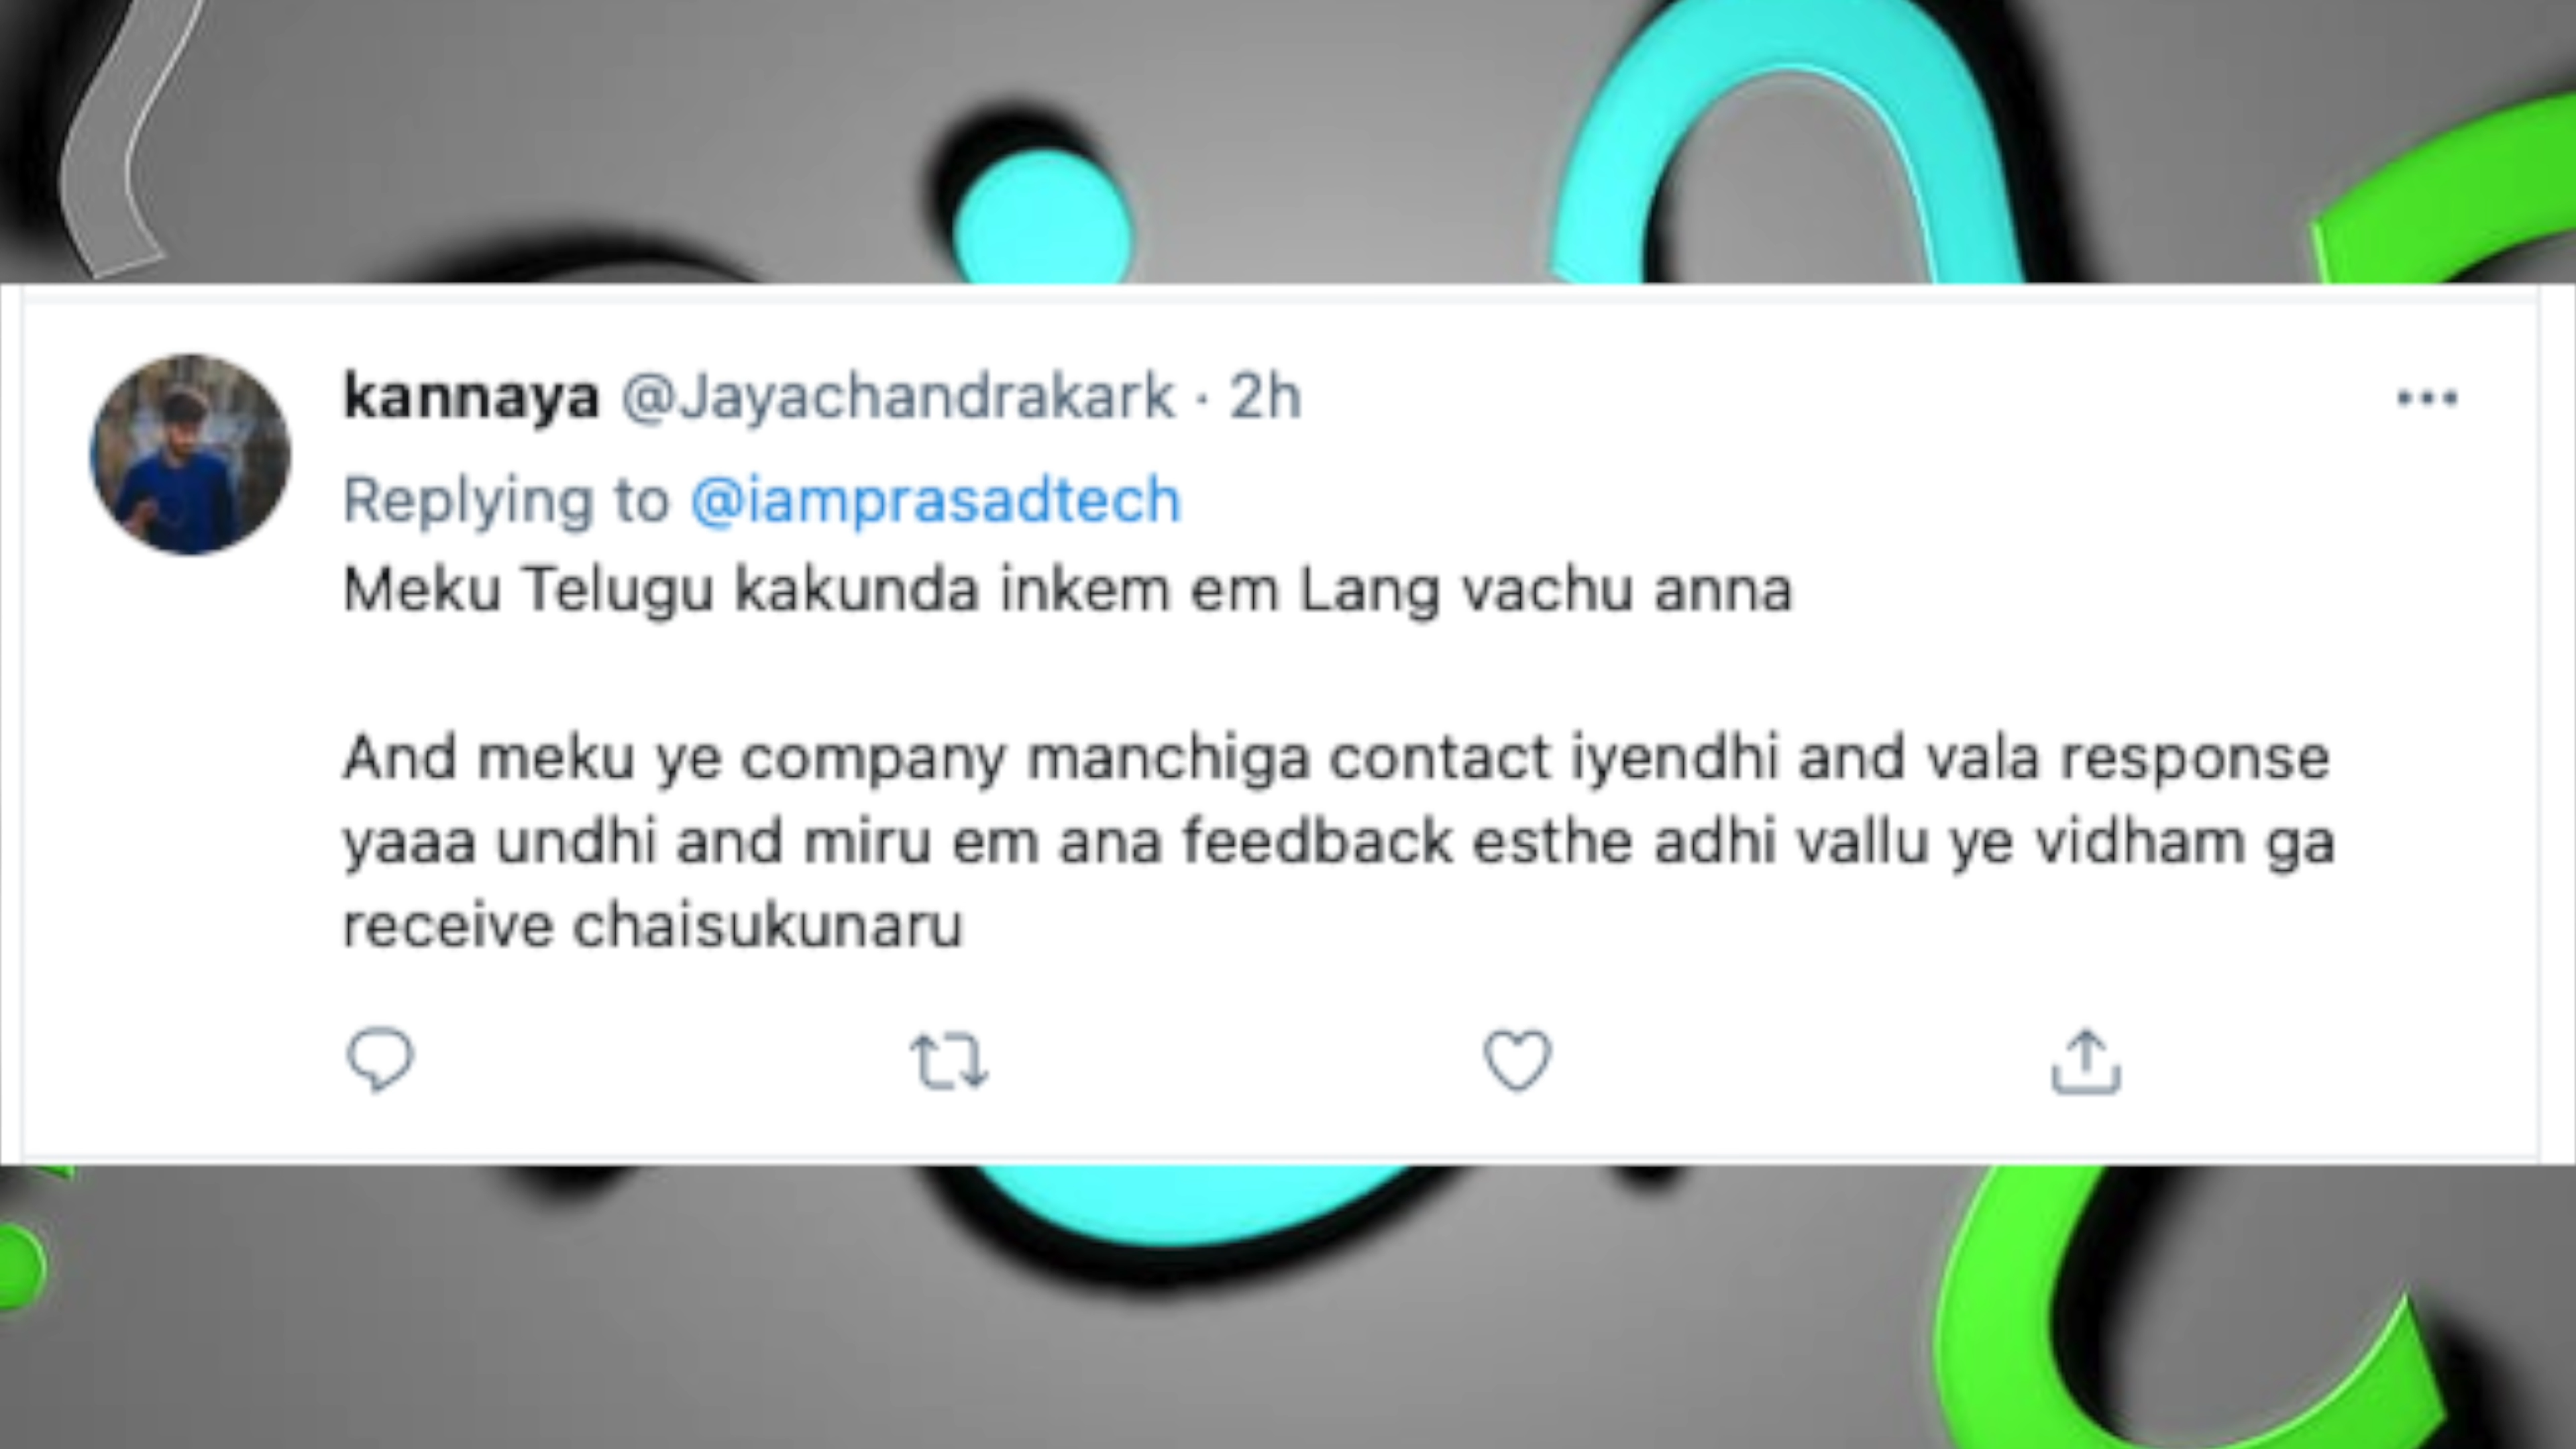 kannaya @Jayachandrakark · 2h
Replying to @iamprasadtech
Meku Telugu kakunda inkem em Lang vachu anna
And meku ye company manchiga contact iyendhi and vala response
yaaa undhi and miru em ana feedback esthe adhi vallu ye vidham ga
receive chaisukunaru